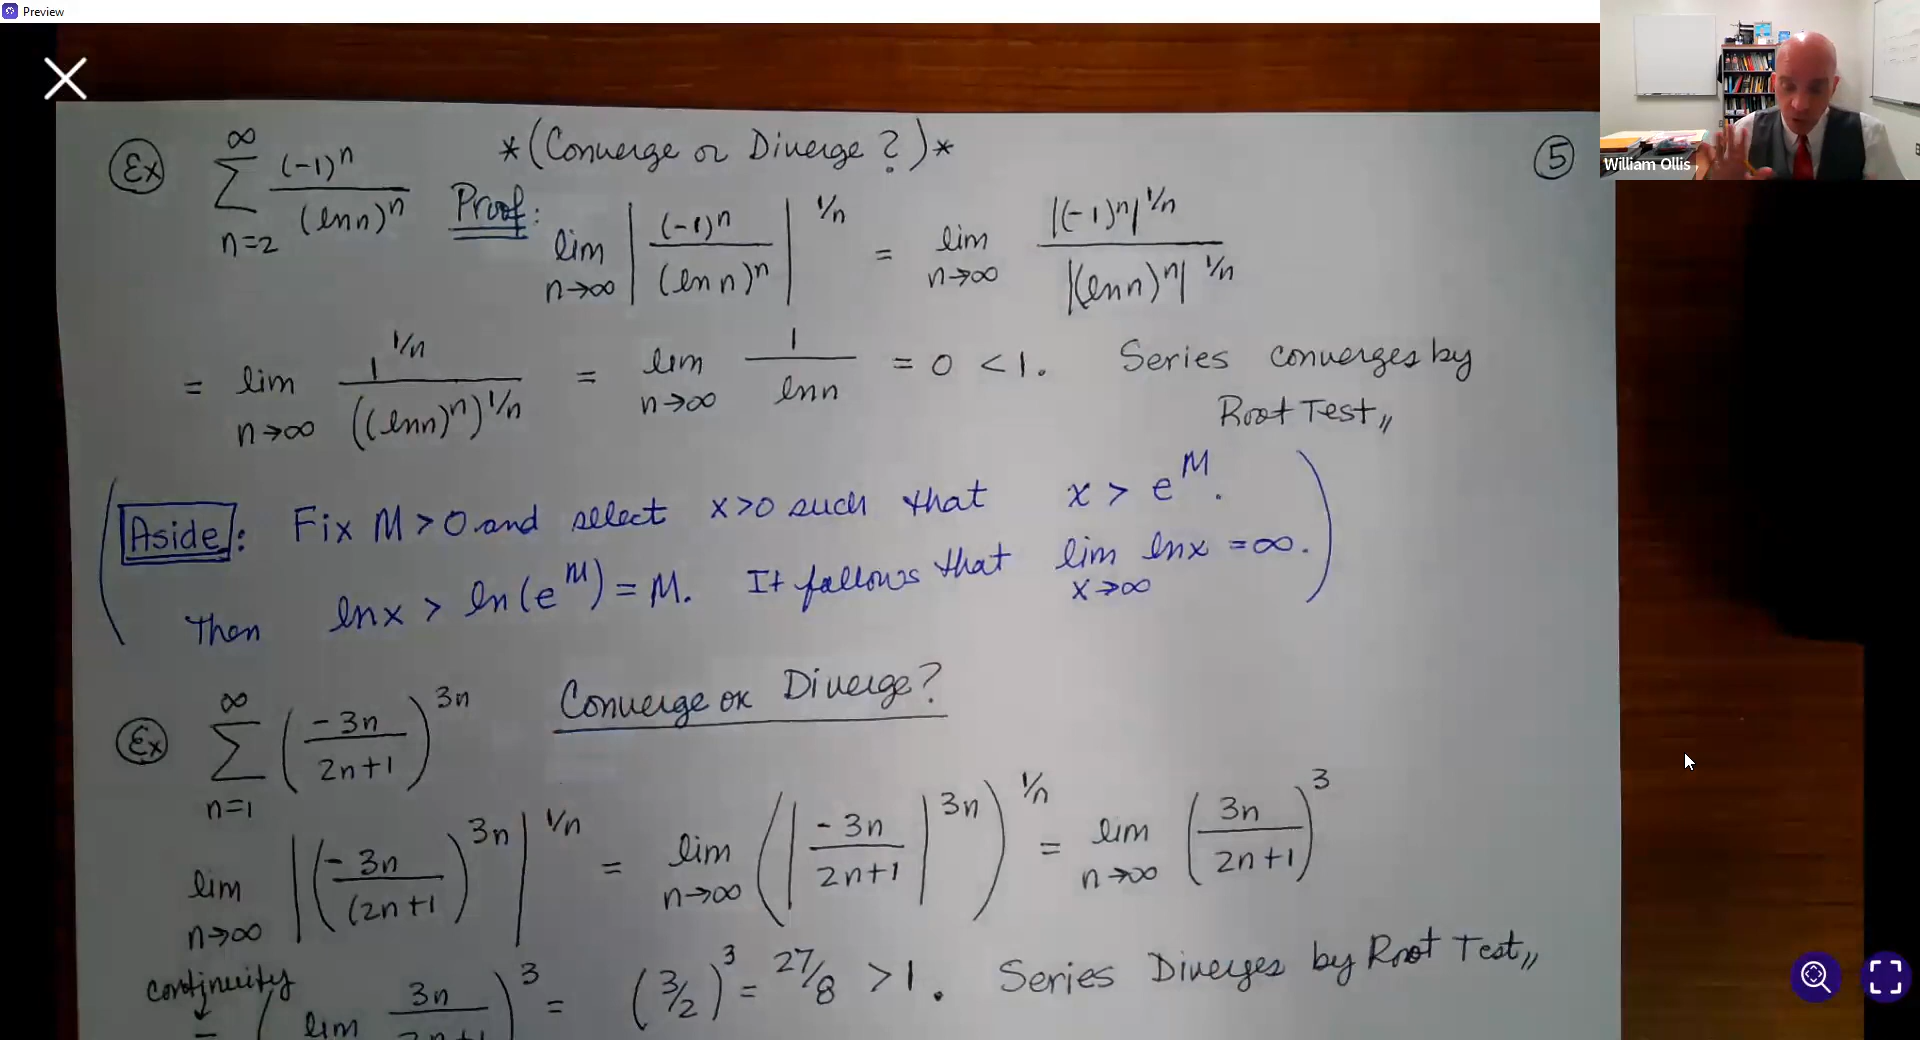 Preview
William Ollis
⑤
Ex ∑_{n=2}^{∞} (-1)^n / (ln n)^n *(Converge or Diverge?)*
Proof: lim_{n→∞} | (-1)^n / (ln n)^n |^{1/n} = lim_{n→∞} |(-1)^n|^{1/n} / |(ln n)^n|^{1/n}
= lim_{n→∞} 1^{1/n} / ((ln n)^n)^{1/n} = lim_{n→∞} 1 / ln n = 0 < 1. Series converges by
Root Test,,
(Aside: Fix M > 0 and select x > 0 such that x > e^M.
Then ln x > ln(e^M) = M. It follows that lim_{x→∞} ln x = ∞.)
Ex ∑_{n=1}^{∞} (-3n / 2n+1)^{3n} Converge or Diverge?
lim_{n→∞} | (-3n / (2n+1)^{3n} |^{1/n} = lim_{n→∞} ( | -3n / 2n+1 |^{3n} )^{1/n} = lim_{n→∞} (3n / 2n+1)^3
continuity
= ( lim 3n / 2n+1 )^3 = (3/2)^3 = 27/8 > 1. Series Diverges by Root Test,,